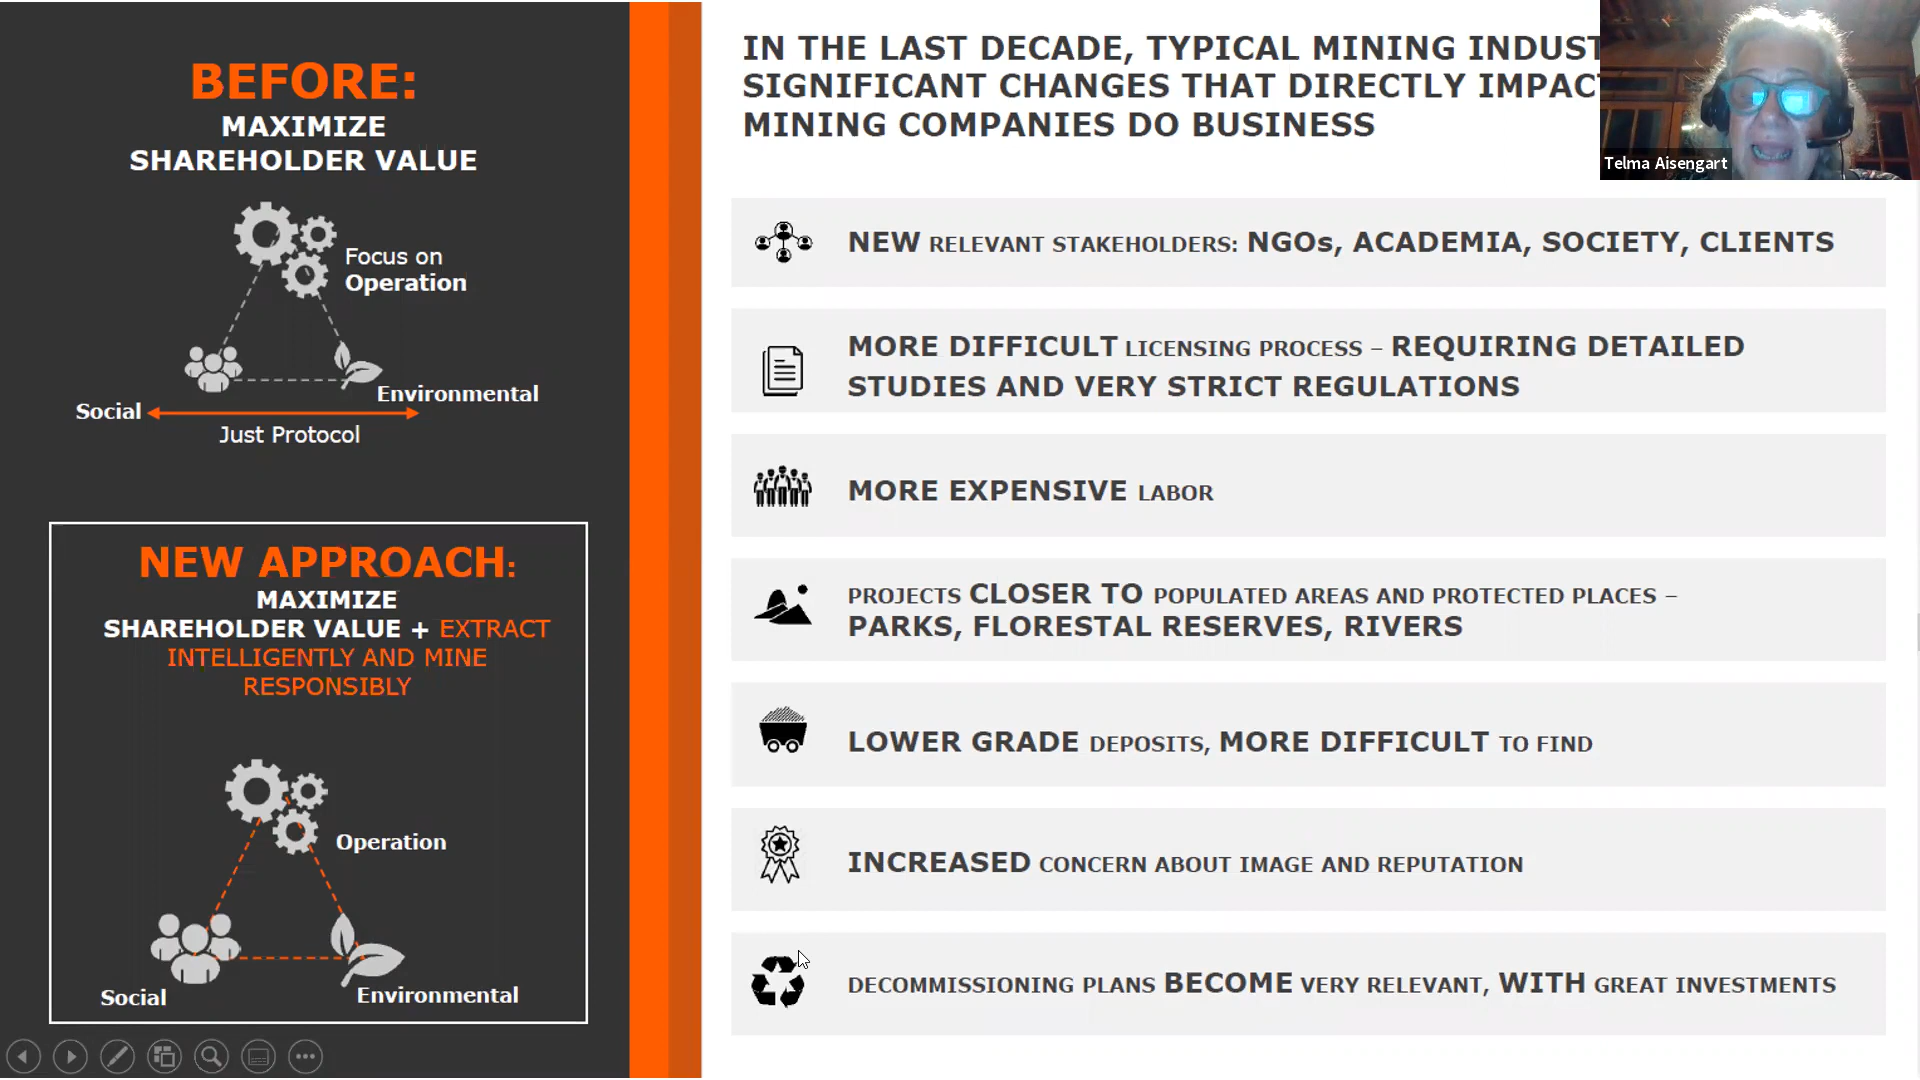 BEFORE:
MAXIMIZE
SHAREHOLDER VALUE
Focus on
Operation
Environmental
Social
Just Protocol
NEW APPROACH:
MAXIMIZE
SHAREHOLDER VALUE + EXTRACT
INTELLIGENTLY AND MINE
RESPONSIBLY
Operation
Social
Environmental
IN THE LAST DECADE, TYPICAL MINING
SIGNIFICANT CHANGES THAT DIRECTLY
MINING COMPANIES DO BUSINESS
Telma Aisengart
NEW RELEVANT STAKEHOLDERS: NGOs, ACADEMIA, SOCIETY, CLIENTS
MORE DIFFICULT LICENSING PROCESS – REQUIRING DETAILED
STUDIES AND VERY STRICT REGULATIONS
MORE EXPENSIVE LABOR
PROJECTS CLOSER TO POPULATED AREAS AND PROTECTED PLACES –
PARKS, FLORESTAL RESERVES, RIVERS
LOWER GRADE DEPOSITS, MORE DIFFICULT TO FIND
INCREASED CONCERN ABOUT IMAGE AND REPUTATION
DECOMMISSIONING PLANS BECOME VERY RELEVANT, WITH GREAT INVESTMENTS